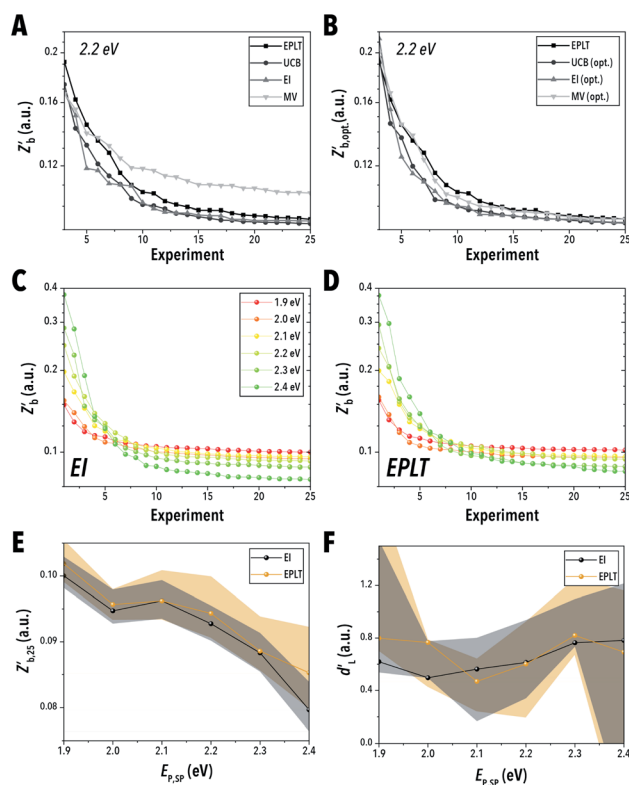 A
2.2 eV
EPLT
UCB
EI
MV
0.2
0.12
Z'b (a.u.)
5 10 15 20 25
Experiment
B
2.2 eV
EPLT
UCB (opt.)
EI (opt.)
MV (opt.)
0.2
0.12
Z'b,opt. (a.u.)
5 10 15 20 25
Experiment
C
0.4
0.3
0.2
0.1
Z'b (a.u.)
1.9 eV
2.0 eV
2.1 eV
2.2 eV
2.3 eV
2.4 eV
EI
5 10 15 20 25
Experiment
D
0.4
0.3
0.2
0.1
Z'b (a.u.)
EPLT
5 10 15 20 25
Experiment
E
EI
EPLT
0.10
0.09
0.08
Z'b,25 (a.u.)
1.9 2.0 2.1 2.2 2.3 2.4
EP,SP (eV)
F
EI
EPLT
1.2
0.8
0.4
0.0
d'L (a.u.)
1.9 2.0 2.1 2.2 2.3 2.4
EP,SP (eV)